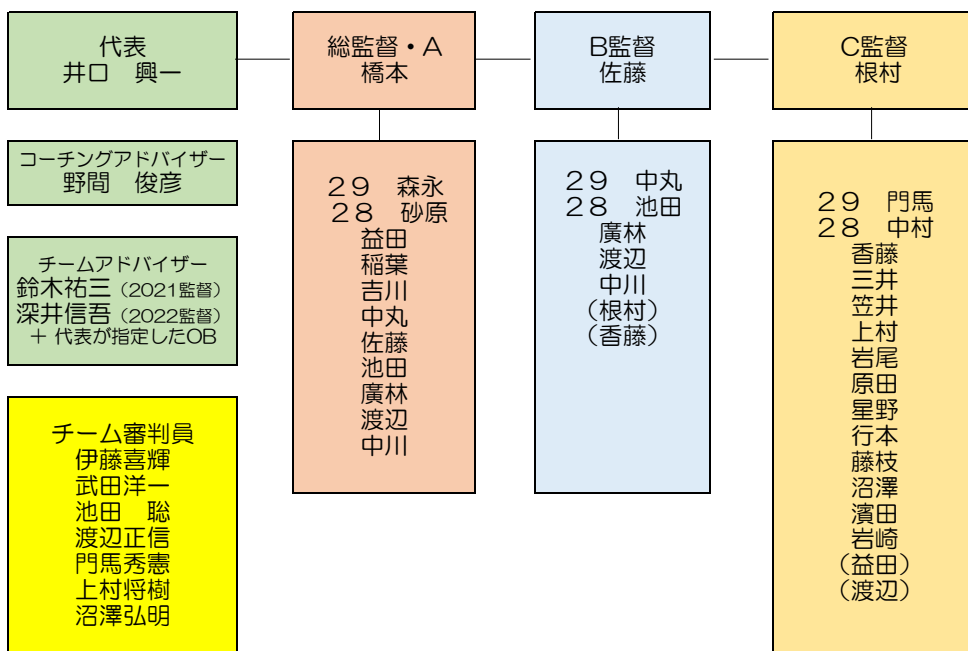 代表
井口　興一
総監督・A
橋本
B監督
佐藤
C監督
根村
コーチングアドバイザー
野間　俊彦
チームアドバイザー
鈴木祐三（2021監督）
深井信吾（2022監督）
＋ 代表が指定したOB
チーム審判員
伊藤喜輝
武田洋一
池田　聡
渡辺正信
門馬秀憲
上村将樹
沼澤弘明
２９　森永
２８　砂原
益田
稲葉
吉川
中丸
佐藤
池田
廣林
渡辺
中川
２９　中丸
２８　池田
廣林
渡辺
中川
（根村）
（香藤）
２９　門馬
２８　中村
香藤
三井
笠井
上村
岩尾
原田
星野
行本
藤枝
沼澤
濱田
岩崎
（益田）
（渡辺）